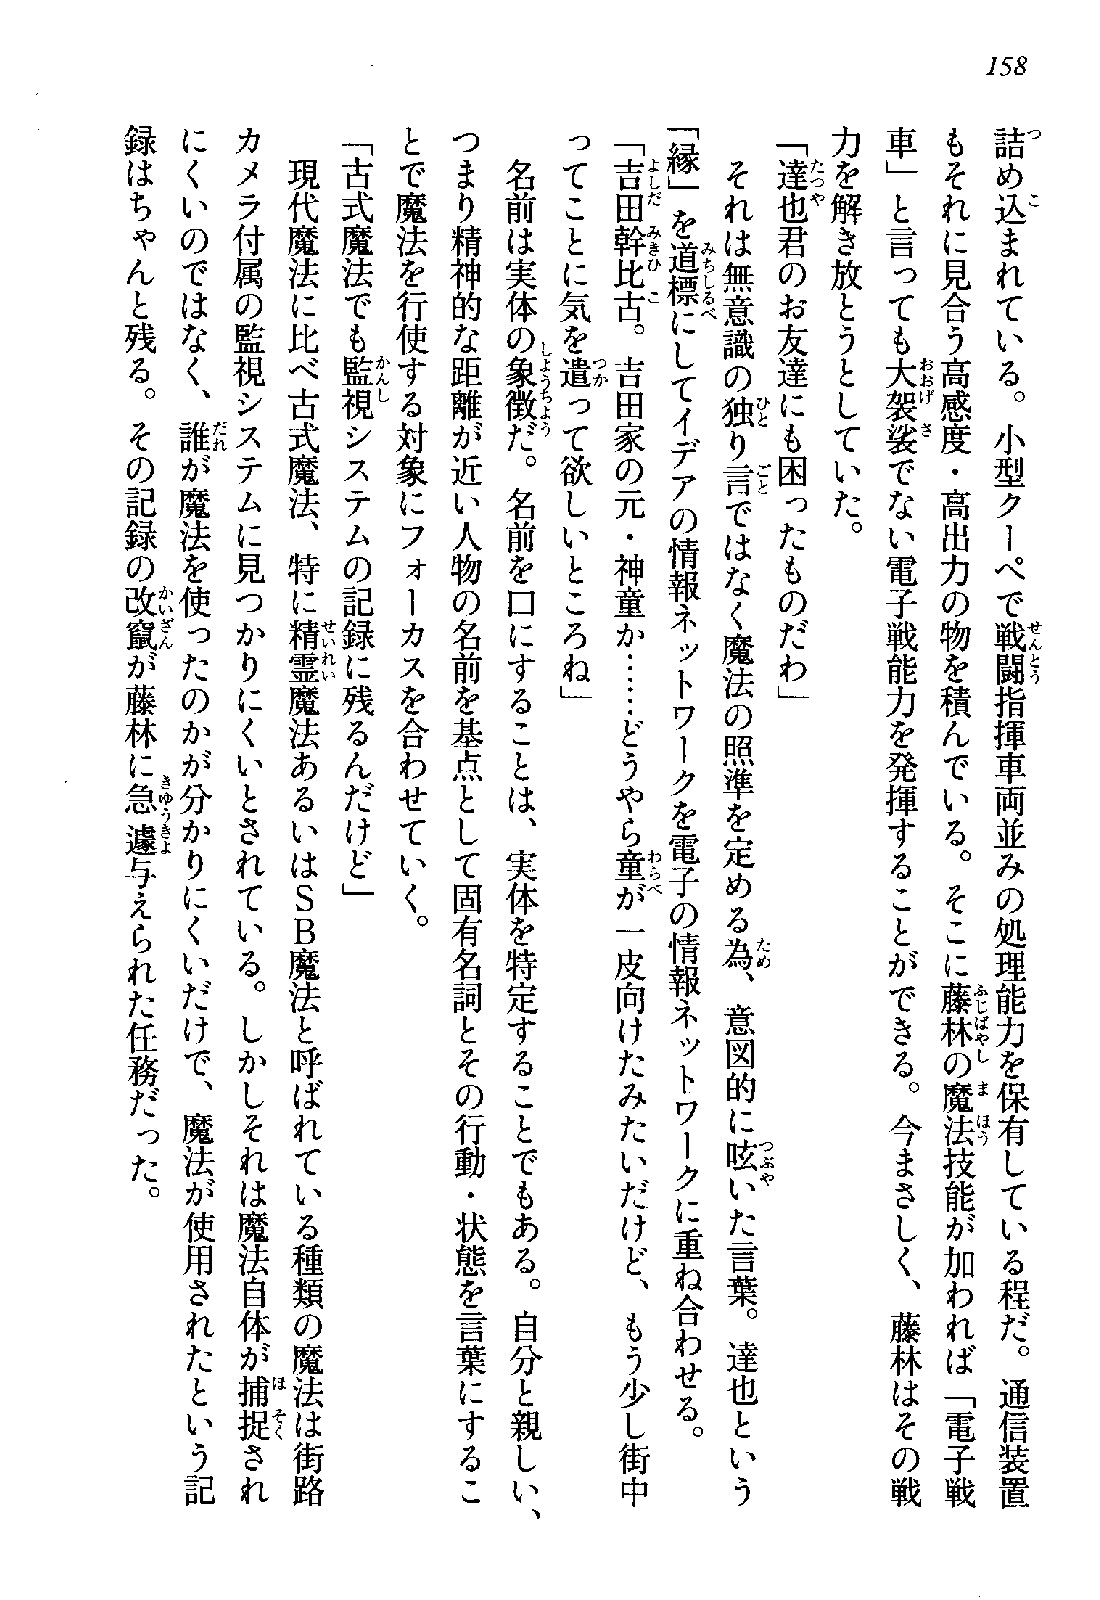 158
詰め込まれている。小型クーペで戦闘指揮車両並みの処理能力を保有している程だ。通信装置
もそれに見合う高感度・高出力の物を積んでいる。そこに藤林の魔法技能が加われば「電子戦
車」と言っても大袈裟でない電子戦能力を発揮することができる。今まさしく、藤林はその戦
力を解き放とうとしていた。
「達也君のお友達にも困ったものだわ」
　それは無意識の独り言ではなく魔法の照準を定める為、意図的に呟いた言葉。達也という
「縁」を道標にしてイデアの情報ネットワークを電子の情報ネットワークに重ね合わせる。
「吉田幹比古。吉田家の元・神童か……どうやら童が一皮向けたみたいだけど、もう少し街中
ってことに気を遣って欲しいところね」
　名前は実体の象徴だ。名前を口にすることは、実体を特定することでもある。自分と親しい、
つまり精神的な距離が近い人物の名前を基点として固有名詞とその行動・状態を言葉にするこ
とで魔法を行使する対象にフォーカスを合わせていく。
「古式魔法でも監視システムの記録に残るんだけど」
　現代魔法に比べ古式魔法、特に精霊魔法あるいはＳＢ魔法と呼ばれている種類の魔法は街路
カメラ付属の監視システムに見つかりにくいとされている。しかしそれは魔法自体が捕捉され
にくいのではなく、誰が魔法を使ったのかが分かりにくいだけで、魔法が使用されたという記
録はちゃんと残る。その記録の改竄が藤林に急遽与えられた任務だった。